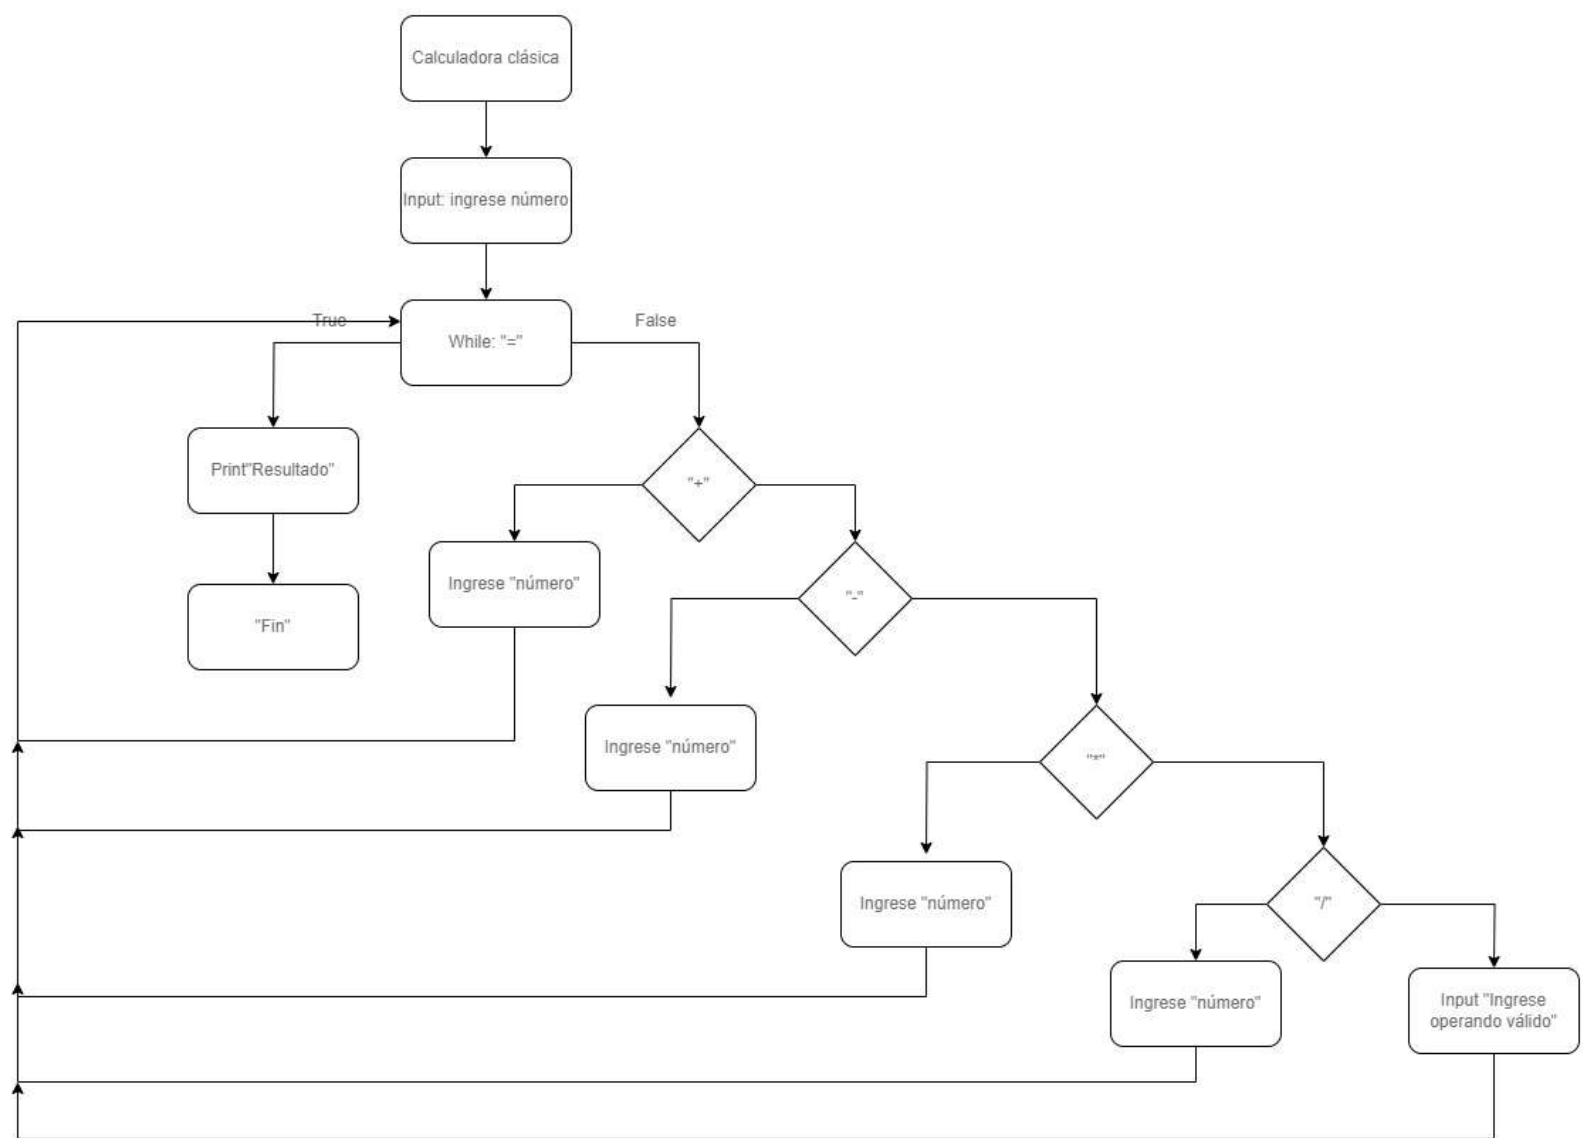 Calculadora clásica
Input: ingrese número
True
False
While: "="
Print"Resultado"
"+"
Ingrese "número"
"-"
"Fin"
Ingrese "número"
"*"
Ingrese "número"
"/"
Ingrese "número"
Input "Ingrese
operando válido"